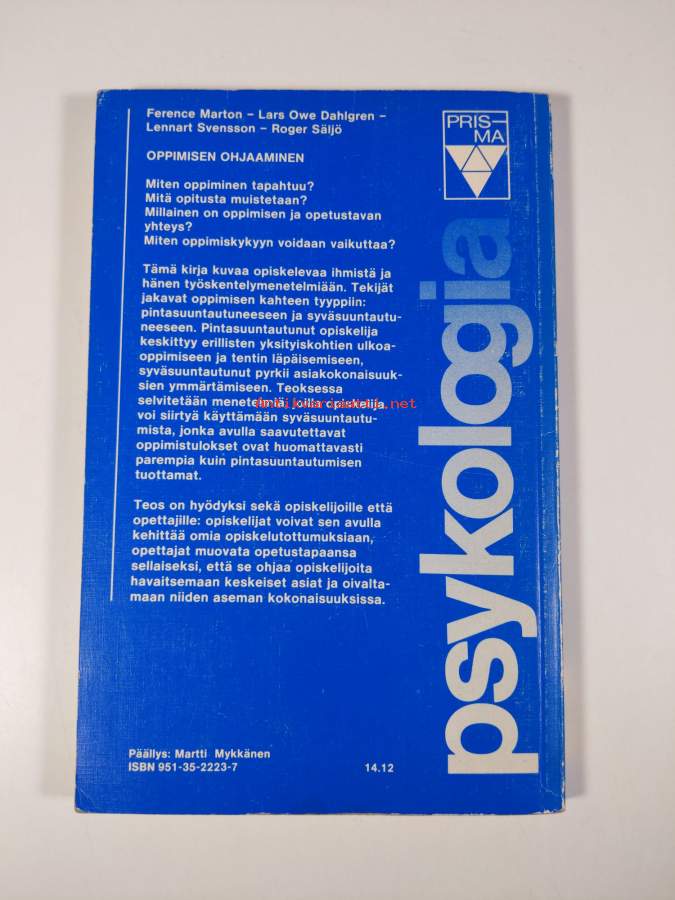 Ference Marton – Lars Owe Dahlgren –
Lennart Svensson – Roger Säljö
OPPIMISEN OHJAAMINEN
Miten oppiminen tapahtuu?
Mitä opitusta muistetaan?
Millainen on oppimisen ja opetustavan
yhteys?
Miten oppimiskykyyn voidaan vaikuttaa?
Tämä kirja kuvaa opiskelevaa ihmistä ja
hänen työskentelymenetelmiään. Tekijät
jakavat oppimisen kahteen tyyppiin:
pintasuuntautuneeseen ja syväsuuntautu-
neeseen. Pintasuuntautunut opiskelija
keskittyy erillisten yksityiskohtien ulkoa-
oppimiseen ja tentin läpäisemiseen,
syväsuuntautunut pyrkii asiakokonaisuuk-
sien ymmärtämiseen. Teoksessa
selvitetään menetelmiä, joilla opiskelija
voi siirtyä käyttämään syväsuuntautu-
mista, jonka avulla saavutettavat
oppimistulokset ovat huomattavasti
parempia kuin pintasuuntautumisen
tuottamat.
Teos on hyödyksi sekä opiskelijoille että
opettajille: opiskelijat voivat sen avulla
kehittää omia opiskelutottumuksiaan,
opettajat muovata opetustapaansa
sellaiseksi, että se ohjaa opiskelijoita
havaitsemaan keskeiset asiat ja oivalta-
maan niiden aseman kokonaisuuksissa.
Päällys: Martti Mykkänen
ISBN 951-35-2223-7
14.12
PRIS-
MA
psykologia
antikvariaatti.net